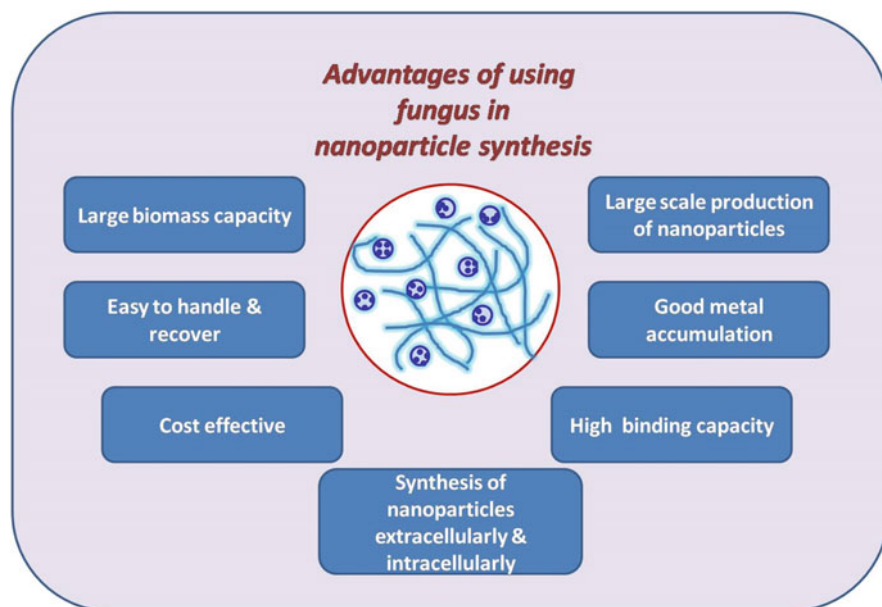 Advantages of using
fungus in
nanoparticle synthesis
Large biomass capacity
Large scale production
of nanoparticles
Easy to handle &
recover
Good metal
accumulation
Cost effective
High binding capacity
Synthesis of
nanoparticles
extracellularly &
intracellularly